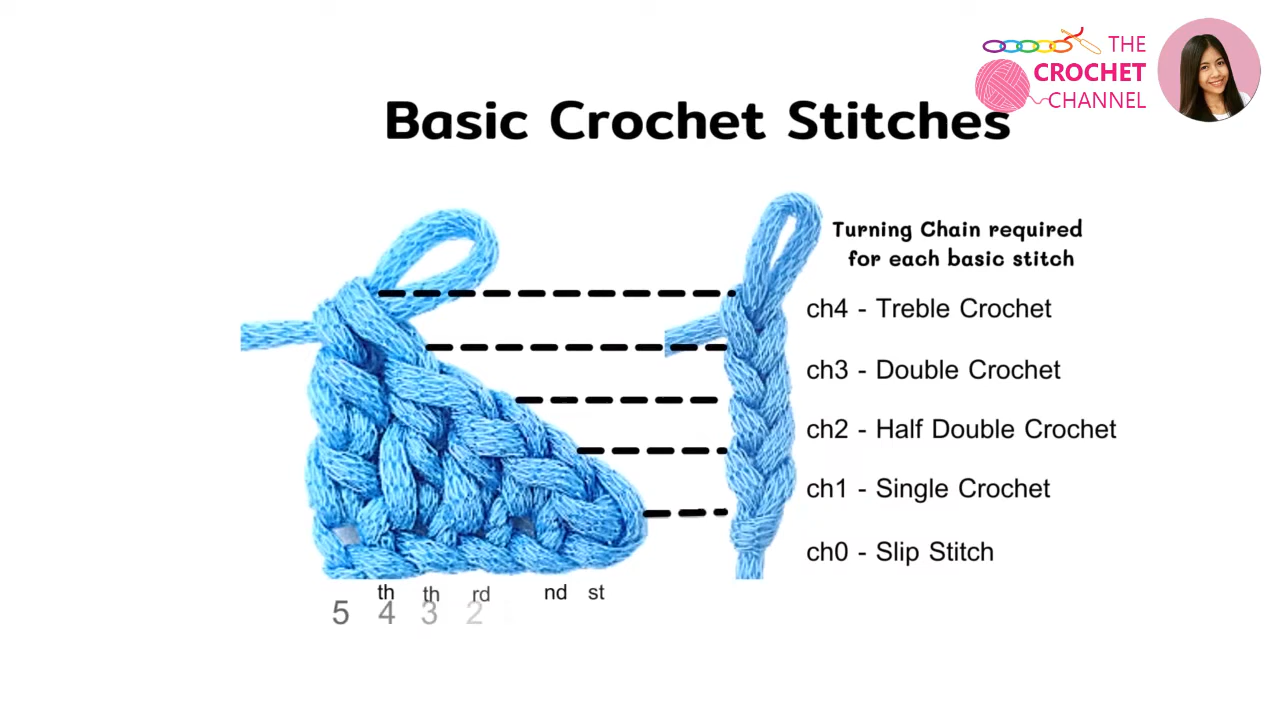 THE
CROCHET
CHANNEL
Basic Crochet Stitches
Turning Chain required
for each basic stitch
ch4 - Treble Crochet
ch3 - Double Crochet
ch2 - Half Double Crochet
ch1 - Single Crochet
ch0 - Slip Stitch
th th rd nd st
5 4 3 2